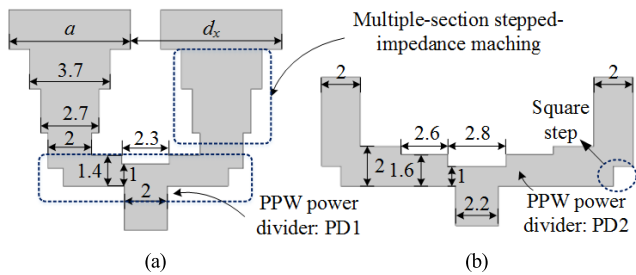 a
dₓ
3.7
2.7
2
2.3
1.4
1
2
Multiple-section stepped-
impedance maching
PPW power
divider: PD1
(a)
2
2
2.6
2.8
2
1.6
1
2.2
Square
step
PPW power
divider: PD2
(b)